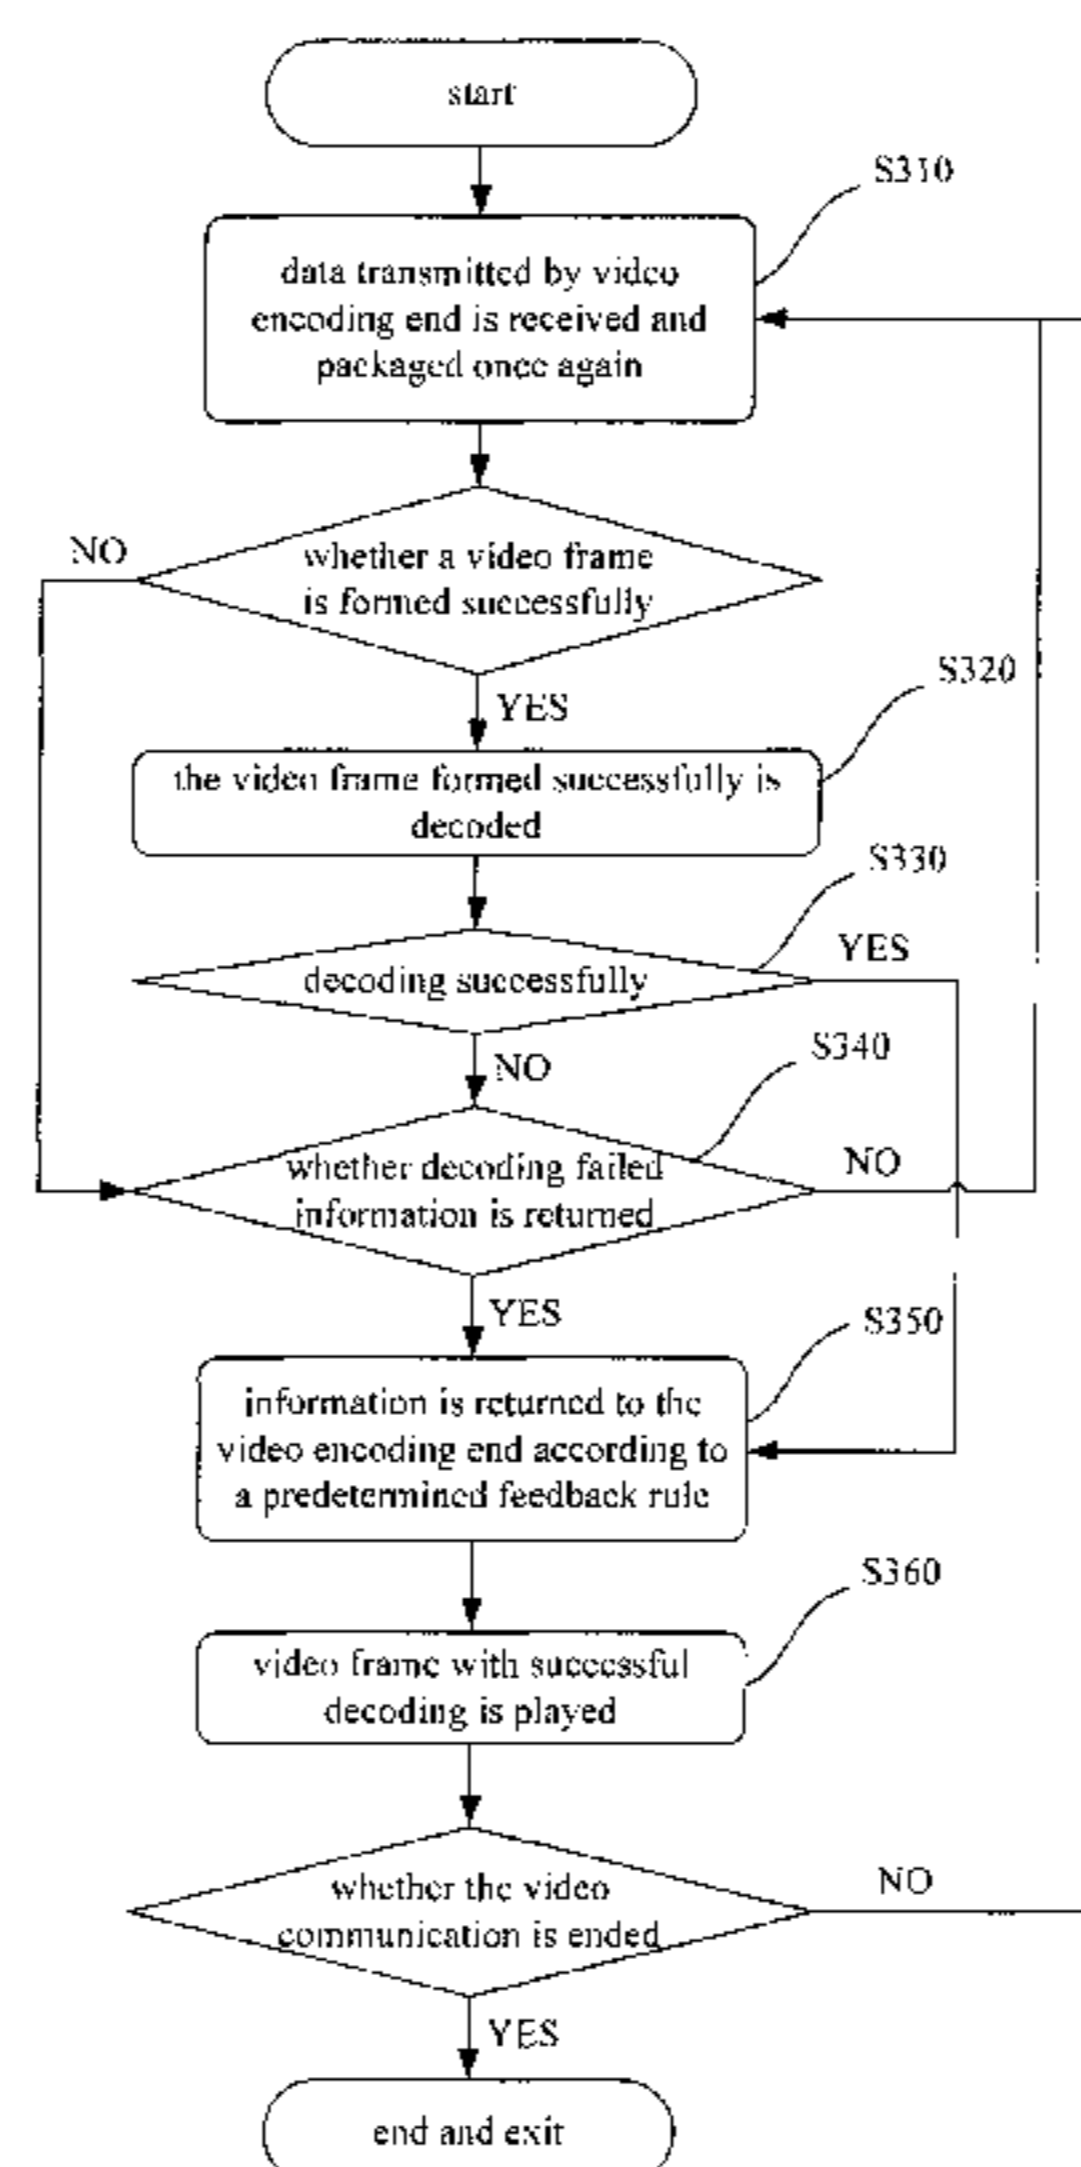 start
S310
data transmitted by video
encoding end is received and
packaged once again
NO
whether a video frame
is formed successfully
YES
S320
the video frame formed successfully is
decoded
S330
decoding successfully
YES
NO
S340
whether decoding failed
information is returned
NO
YES
S350
information is returned to the
video encoding end according to
a predetermined feedback rule
S360
video frame with successful
decoding is played
whether the video
communication is ended
NO
YES
end and exit